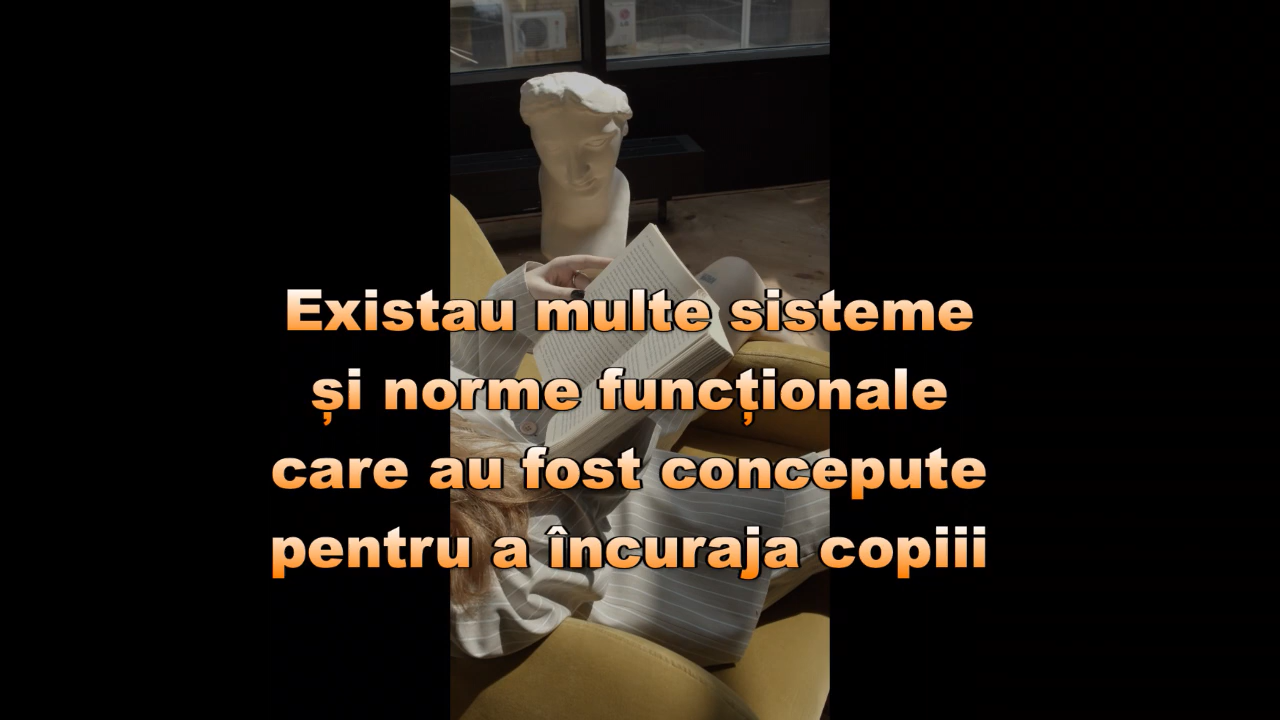 Existau multe sisteme
și norme funcționale
care au fost concepute
pentru a încuraja copiii